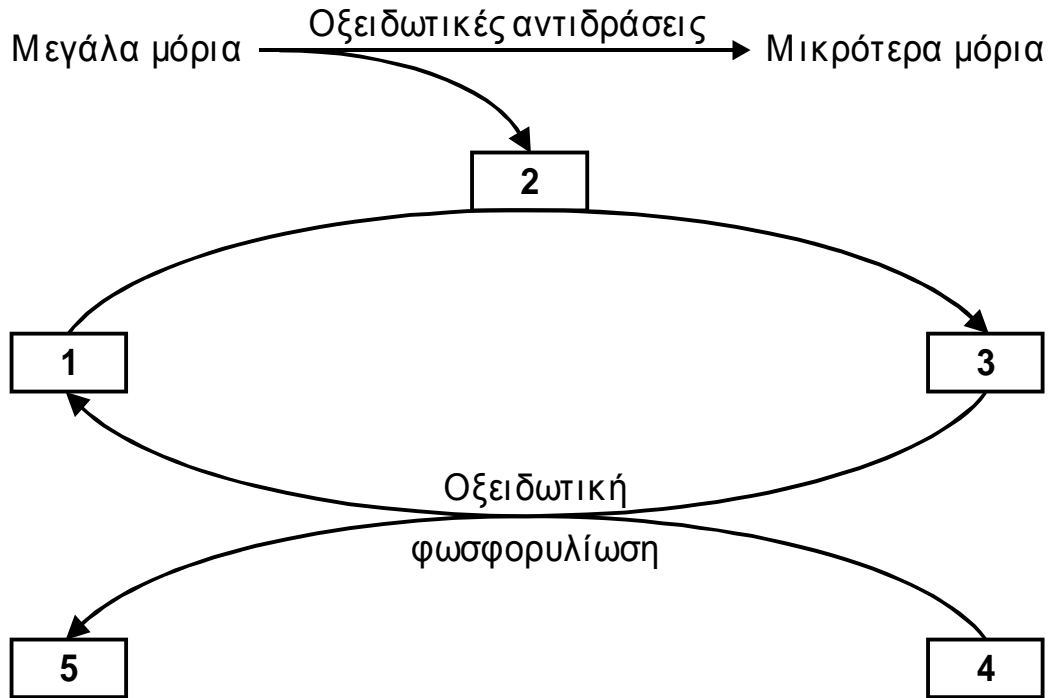 Οξειδωτικές αντιδράσεις
Μεγάλα μόρια
Μικρότερα μόρια
2
1
3
Οξειδωτική
φωσφορυλίωση
5
4